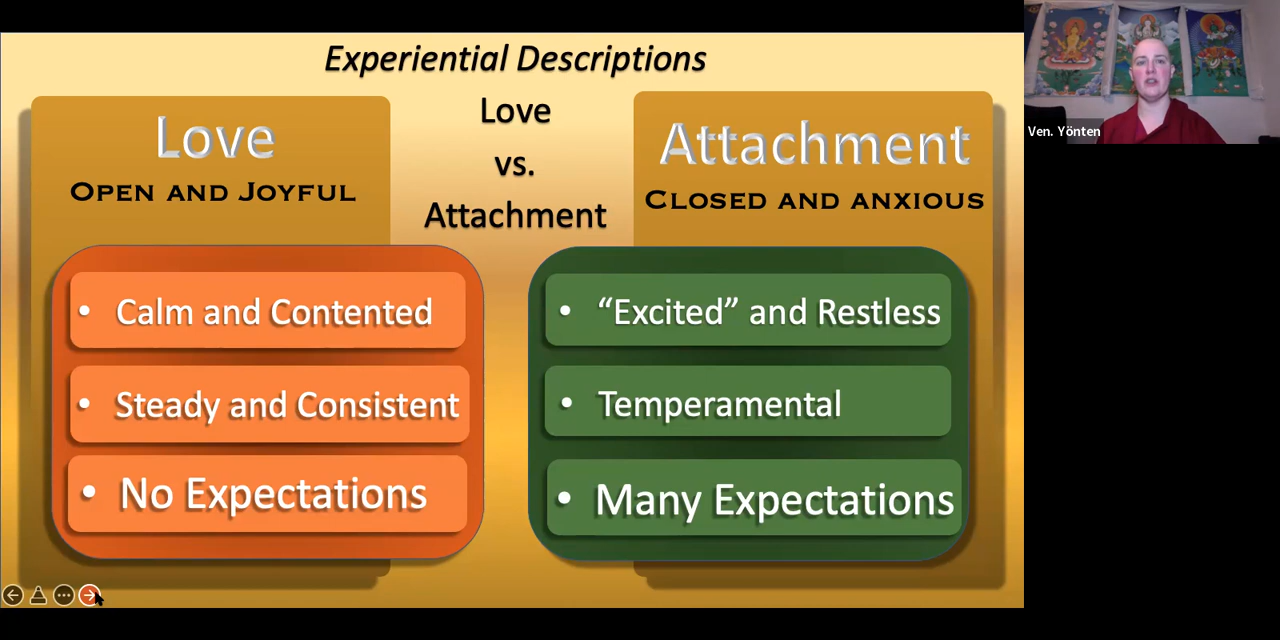 Experiential Descriptions
Love
vs.
Attachment
Love
OPEN AND JOYFUL
• Calm and Contented
• Steady and Consistent
• No Expectations
Attachment
CLOSED AND ANXIOUS
• “Excited” and Restless
• Temperamental
• Many Expectations
Ven. Yönten